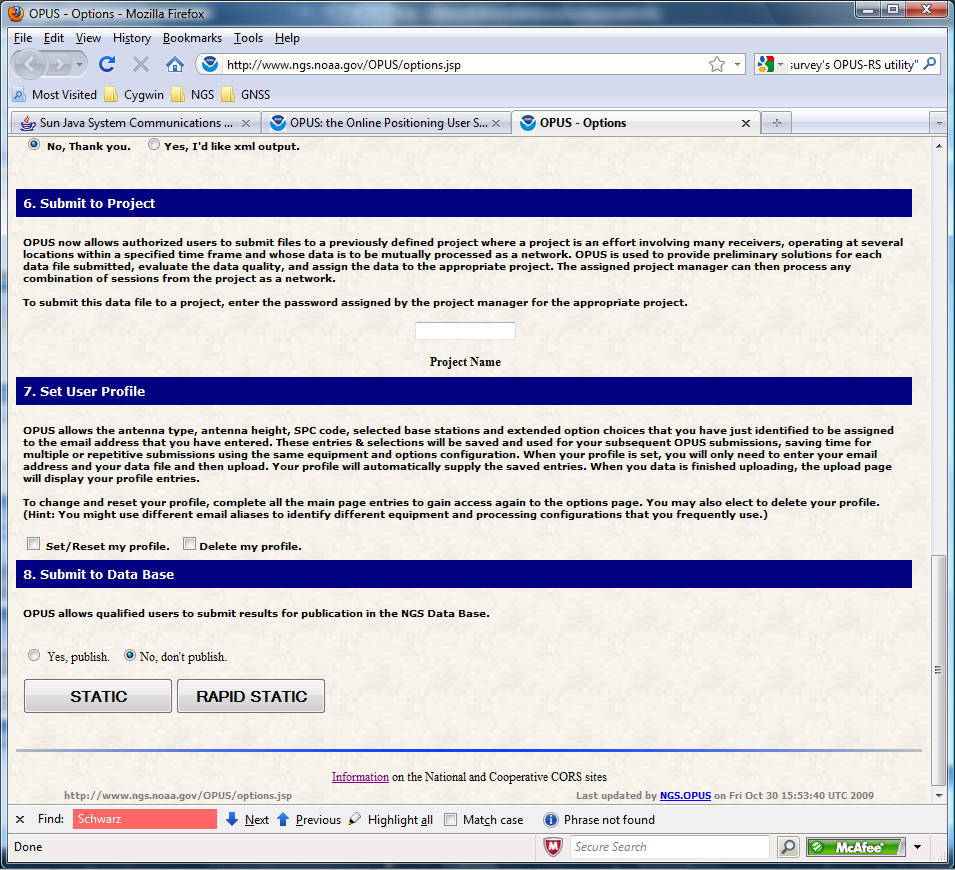 OPUS - Options - Mozilla Firefox
File Edit View History Bookmarks Tools Help
http://www.ngs.noaa.gov/OPUS/options.jsp
survey's OPUS-RS utility"
Most Visited Cygwin NGS GNSS
Sun Java System Communications ... OPUS: the Online Positioning User S... OPUS - Options
No, Thank you. Yes, I'd like xml output.
6. Submit to Project
OPUS now allows authorized users to submit files to a previously defined project where a project is an effort involving many receivers, operating at several
locations within a specified time frame and whose data is to be mutually processed as a network. OPUS is used to provide preliminary solutions for each
data file submitted, evaluate the data quality, and assign the data to the appropriate project. The assigned project manager can then process any
combination of sessions from the project as a network.
To submit this data file to a project, enter the password assigned by the project manager for the appropriate project.
Project Name
7. Set User Profile
OPUS allows the antenna type, antenna height, SPC code, selected base stations and extended option choices that you have just identified to be assigned
to the email address that you have entered. These entries & selections will be saved and used for your subsequent OPUS submissions, saving time for
multiple or repetitive submissions using the same equipment and options configuration. When your profile is set, you will only need to enter your email
address and your data file and then upload. Your profile will automatically supply the saved entries. When you data is finished uploading, the upload page
will display your profile entries.
To change and reset your profile, complete all the main page entries to gain access again to the options page. You may also elect to delete your profile.
(Hint: You might use different email aliases to identify different equipment and processing configurations that you frequently use.)
Set/Reset my profile. Delete my profile.
8. Submit to Data Base
OPUS allows qualified users to submit results for publication in the NGS Data Base.
Yes, publish. No, don't publish.
STATIC RAPID STATIC
Information on the National and Cooperative CORS sites
http://www.ngs.noaa.gov/OPUS/options.jsp Last updated by NGS.OPUS on Fri Oct 30 15:53:40 UTC 2009
Find: Schwarz Next Previous Highlight all Match case Phrase not found
Done Secure Search McAfee